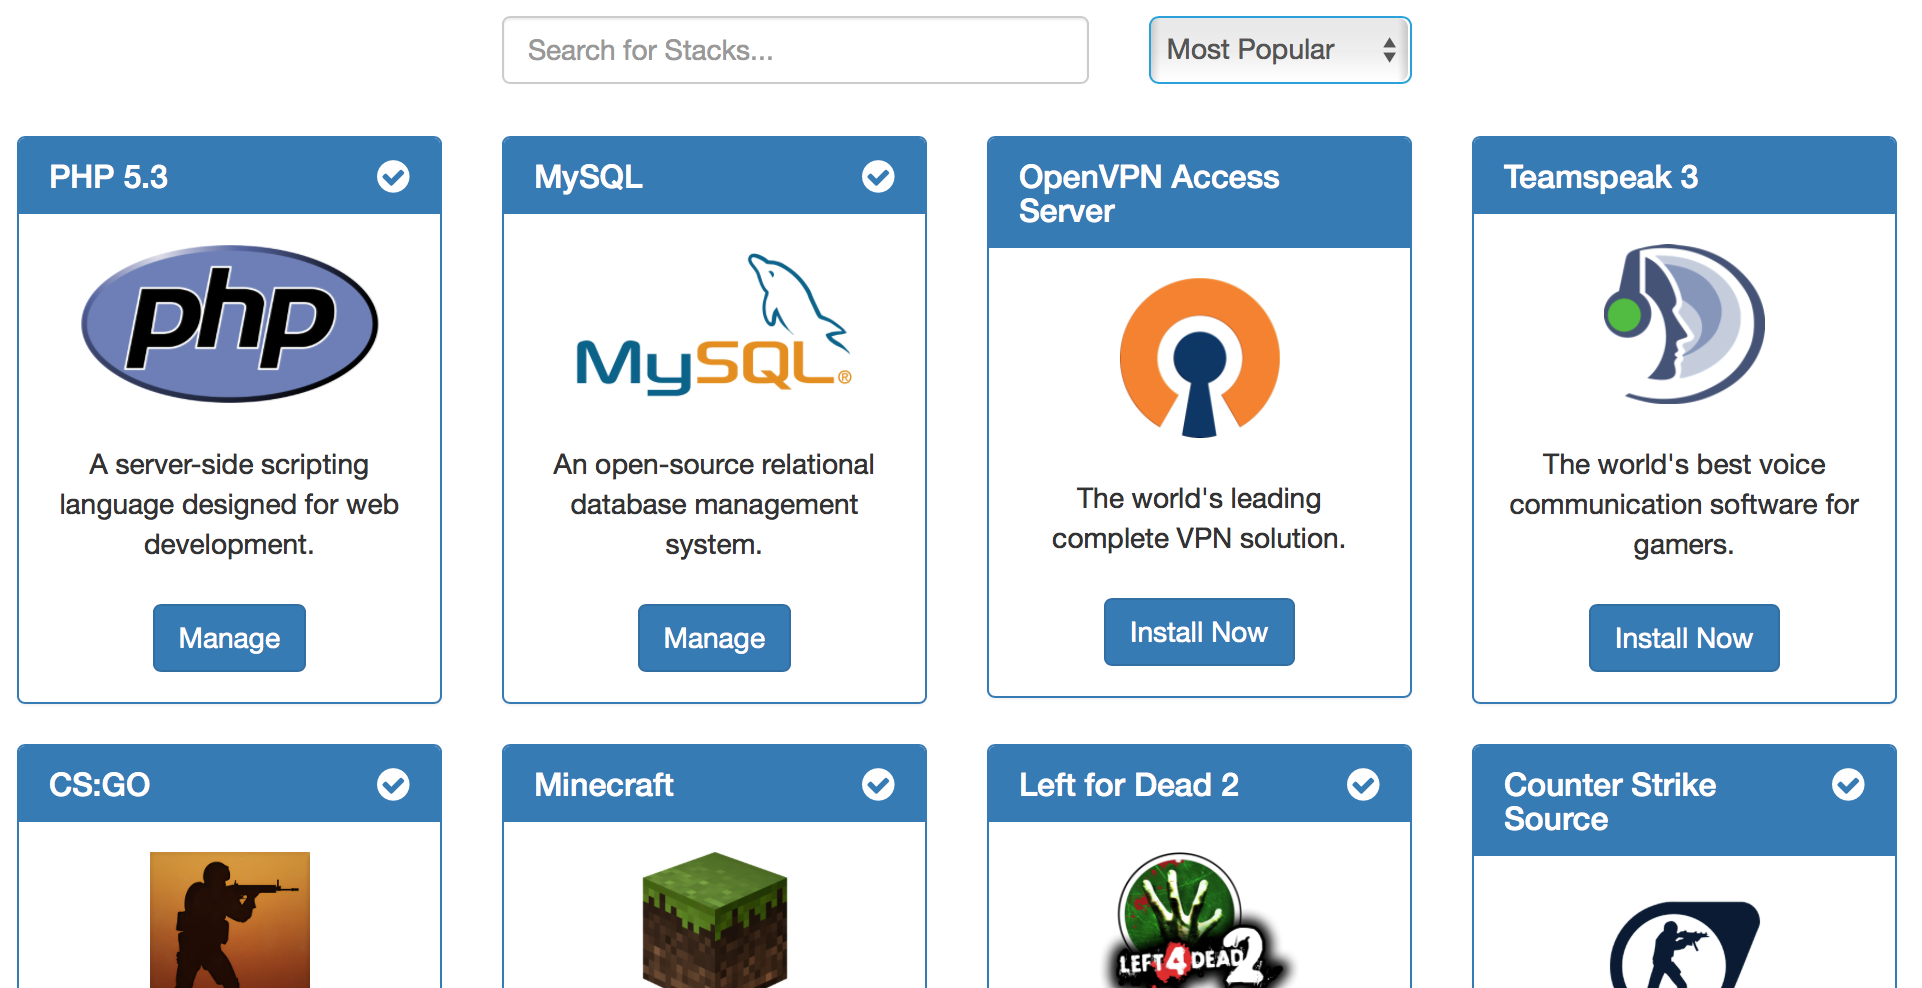 Search for Stacks...
Most Popular
PHP 5.3
php
A server-side scripting
language designed for web
development.
Manage
MySQL
MySQL®
An open-source relational
database management
system.
Manage
OpenVPN Access
Server
The world's leading
complete VPN solution.
Install Now
Teamspeak 3
The world's best voice
communication software for
gamers.
Install Now
CS:GO
Minecraft
Left for Dead 2
LEFT 4 DEAD 2
Counter Strike
Source